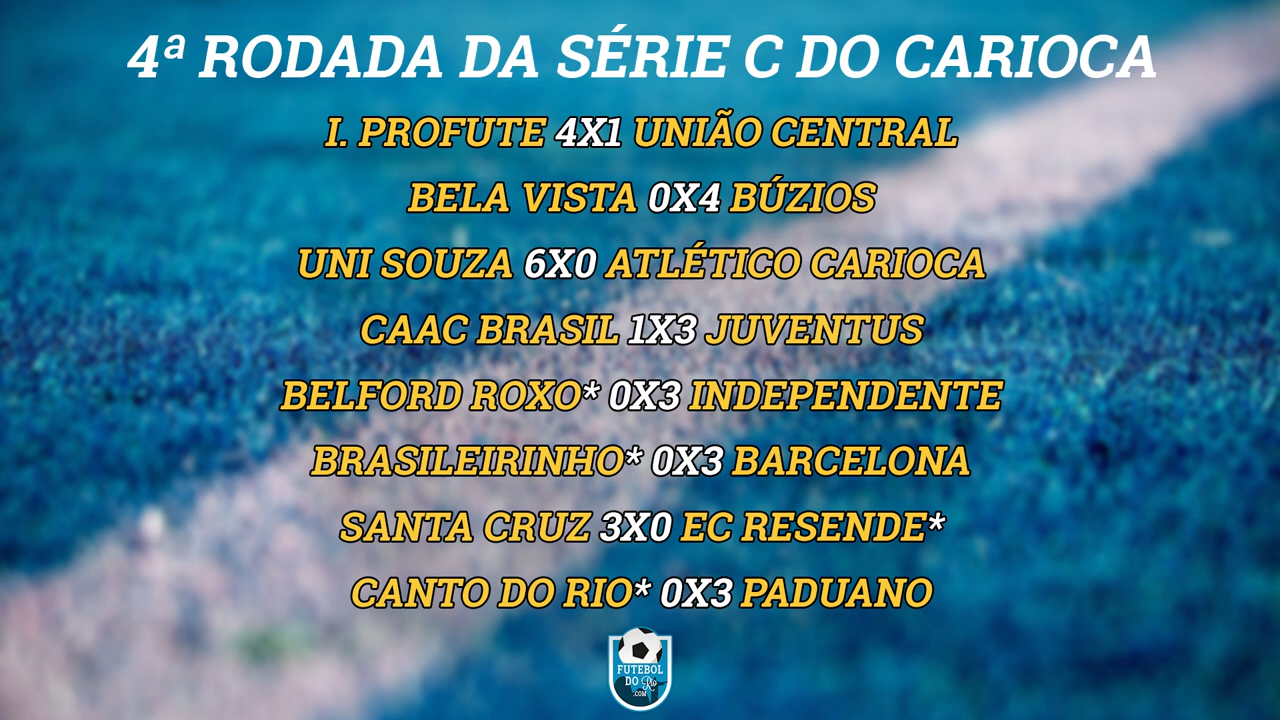 4ª RODADA DA SÉRIE C DO CARIOCA
I. PROFUTE 4X1 UNIÃO CENTRAL
BELA VISTA 0X4 BÚZIOS
UNI SOUZA 6X0 ATLÉTICO CARIOCA
CAAC BRASIL 1X3 JUVENTUS
BELFORD ROXO* 0X3 INDEPENDENTE
BRASILEIRINHO* 0X3 BARCELONA
SANTA CRUZ 3X0 EC RESENDE*
CANTO DO RIO* 0X3 PADUANO
FUTEBOL
DO Rio
.COM